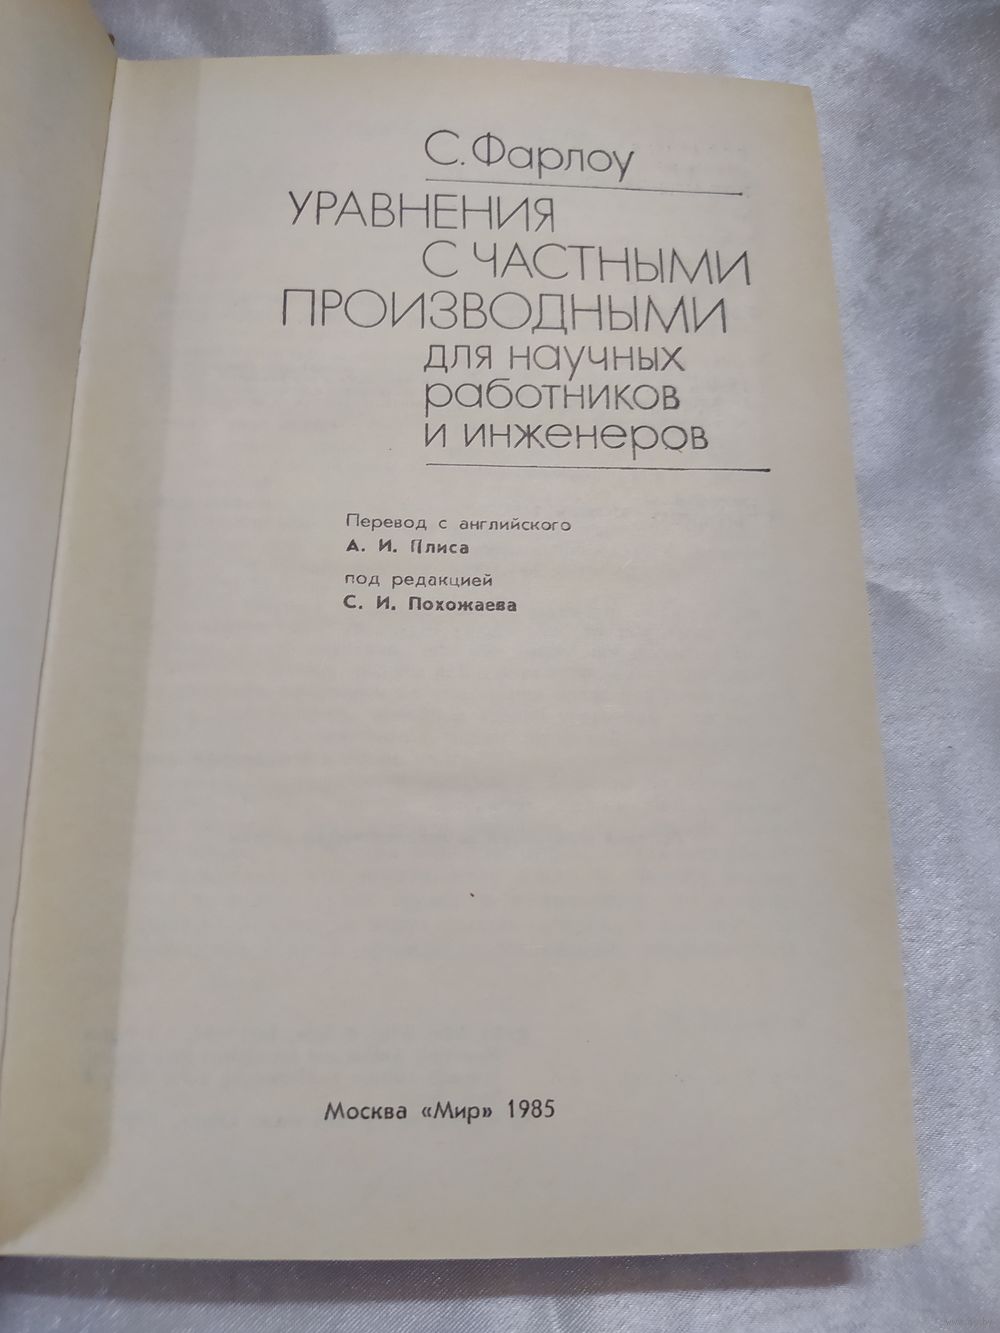 С. Фарлоу
УРАВНЕНИЯ
С ЧАСТНЫМИ
ПРОИЗВОДНЫМИ
для научных
работников
и инженеров
Перевод с английского
А. И. Плиса
под редакцией
С. И. Похожаева
Москва «Мир» 1985